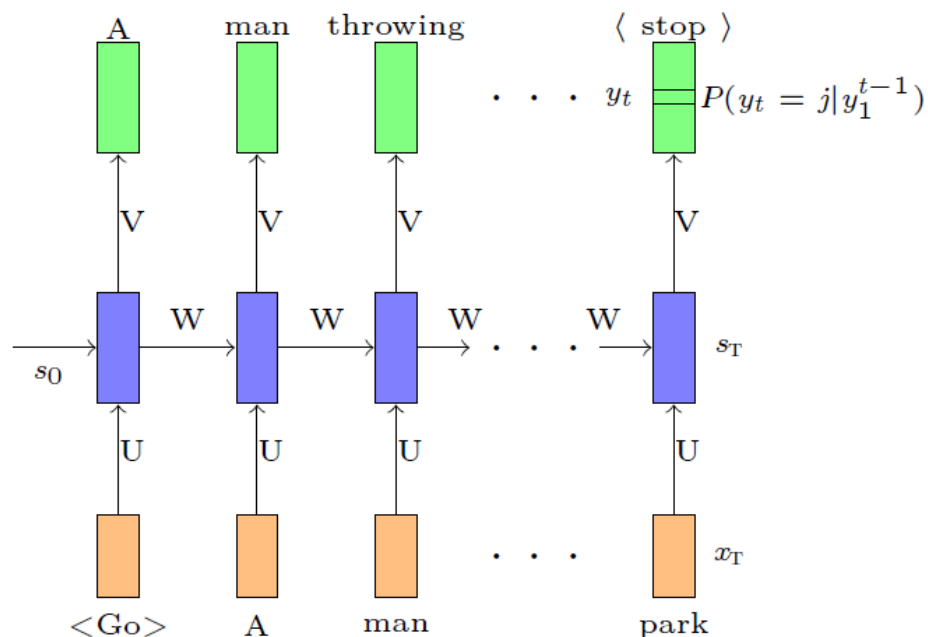 A man throwing ⟨ stop ⟩
· · · y_t P(y_t = j|y_1^{t−1})
V V V V
W W W W
s_0 · · · s_T
U U U U
· · · x_T
<Go> A man park